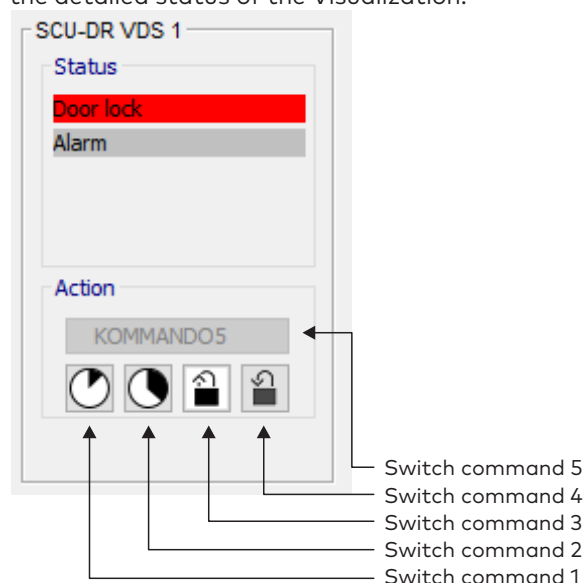 the detailed status of the visualization.
SCU-DR VDS 1
Status
Door lock
Alarm
Action
KOMMANDO5
Switch command 5
Switch command 4
Switch command 3
Switch command 2
Switch command 1